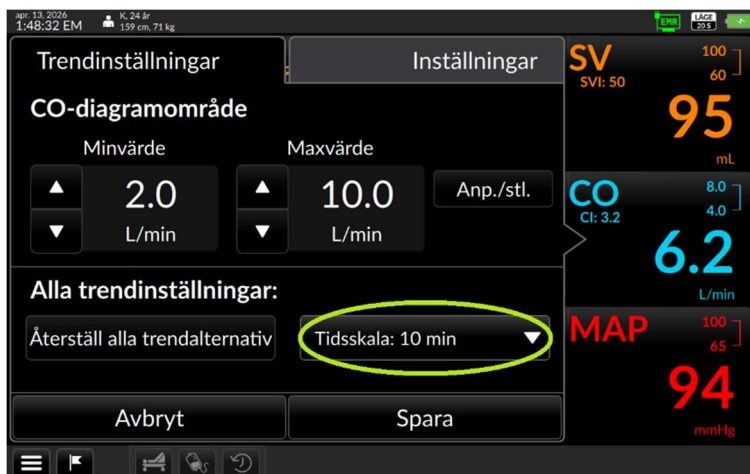 apr. 13, 2026
1:48:32 EM
K, 24 år
159 cm, 71 kg
EMR
LÄGE
20 S
Trendinställningar
Inställningar
CO-diagramområde
Minvärde
Maxvärde
2.0
L/min
10.0
L/min
Anp./stl.
Alla trendinställningar:
Återställ alla trendalternativ
Tidsskala: 10 min
Avbryt
Spara
SV
SVI: 50
100
60
95
mL
CO
CI: 3.2
8.0
4.0
6.2
L/min
MAP
100
65
94
mmHg